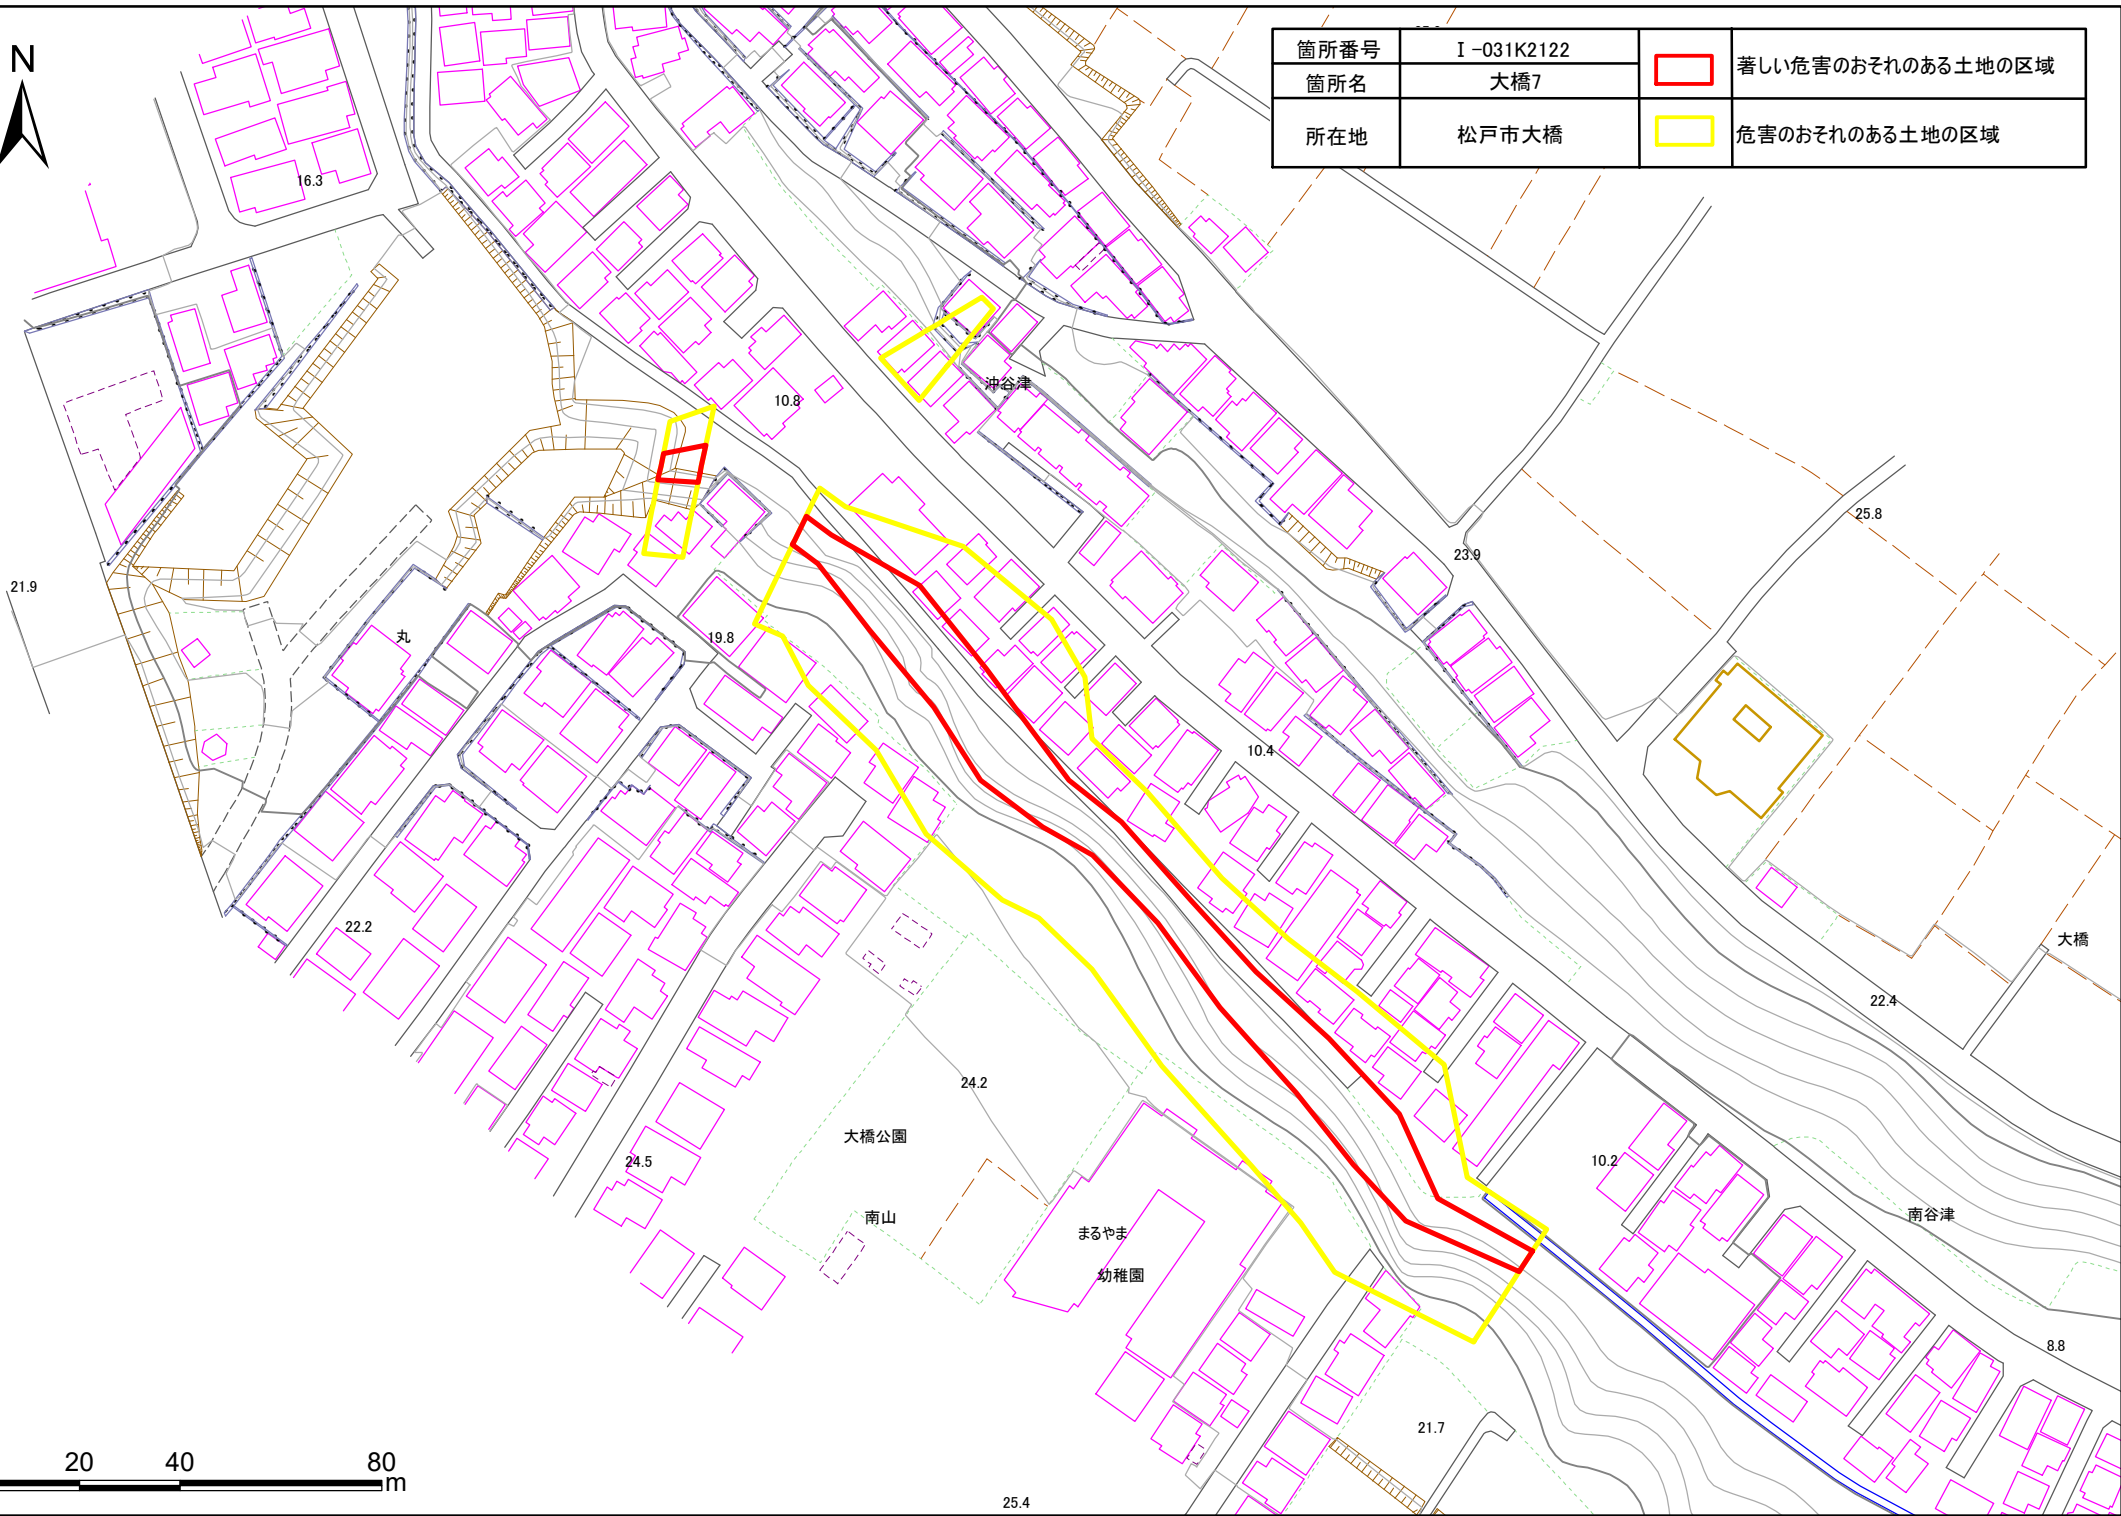 N
箇所番号
Ⅰ-031K2122
著しい危害のおそれのある土地の区域
箇所名
大橋7
所在地
松戸市大橋
危害のおそれのある土地の区域
16.3
沖谷津
10.8
25.8
23.9
21.9
丸
19.8
10.4
22.2
大橋
22.4
24.2
大橋公園
24.5
10.2
南山
まるやま
幼稚園
南谷津
8.8
21.7
20
40
80
m
25.4